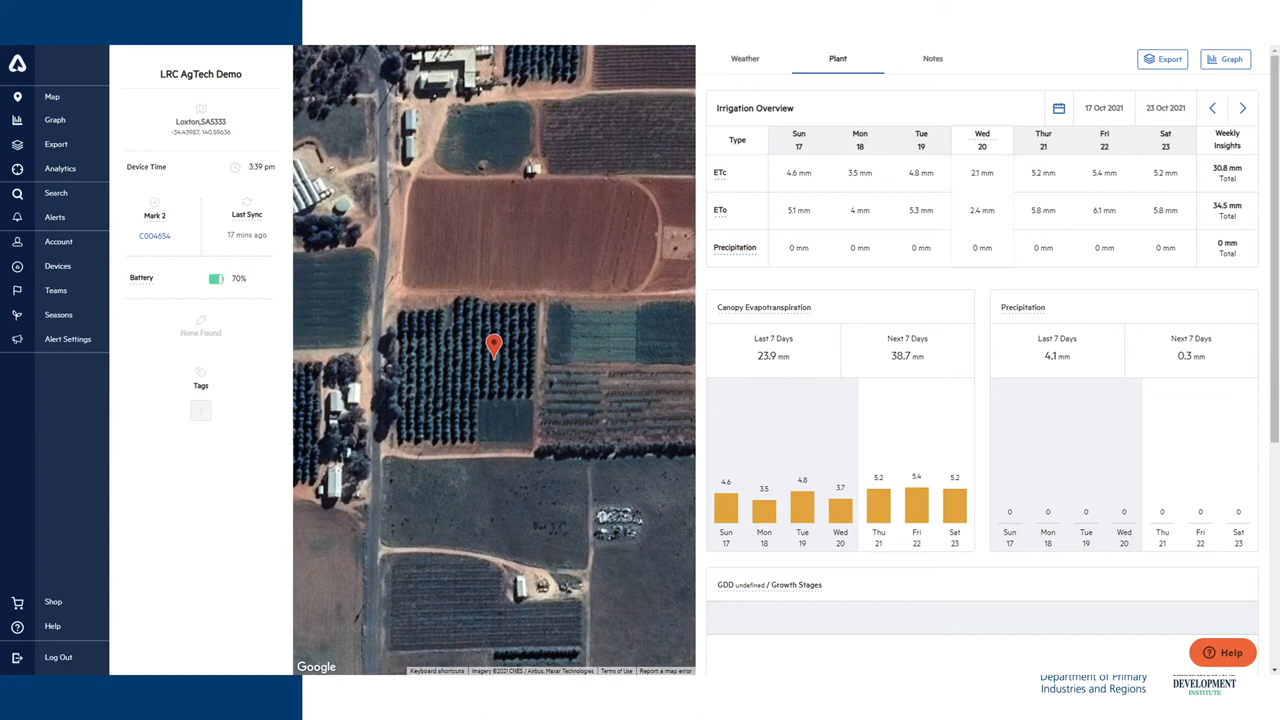 Map
Graph
Export
Analytics
Search
Alerts
Account
Devices
Teams
Seasons
Alert Settings
Shop
Help
Log Out
LRC AgTech Demo
Loxton,SA5333
-34.43987, 140.59636
Device Time 3:39 pm
Mark 2
C004654
Last Sync
17 mins ago
Battery 70%
None Found
Tags
+
Google
Keyboard shortcuts Imagery ©2021 CNES / Airbus, Maxar Technologies Terms of Use Report a map error
Weather Plant Notes Export Graph
Irrigation Overview 17 Oct 2021 23 Oct 2021
Type Sun 17 Mon 18 Tue 19 Wed 20 Thur 21 Fri 22 Sat 23 Weekly Insights
ETc 4.6 mm 3.5 mm 4.8 mm 2.1 mm 5.2 mm 5.4 mm 5.2 mm 30.8 mm Total
ETo 5.1 mm 4 mm 5.3 mm 2.4 mm 5.8 mm 6.1 mm 5.8 mm 34.5 mm Total
Precipitation 0 mm 0 mm 0 mm 0 mm 0 mm 0 mm 0 mm 0 mm Total
Canopy Evapotranspiration
Last 7 Days
23.9 mm
Next 7 Days
38.7 mm
4.6 3.5 4.8 3.7 5.2 5.4 5.2
Sun Mon Tue Wed Thu Fri Sat
17 18 19 20 21 22 23
Precipitation
Last 7 Days
4.1 mm
Next 7 Days
0.3 mm
0 0 0 0 0 0 0
Sun Mon Tue Wed Thu Fri Sat
17 18 19 20 21 22 23
GDD undefined / Growth Stages
Help
Department of Primary
Industries and Regions
DEVELOPMENT
INSTITUTE